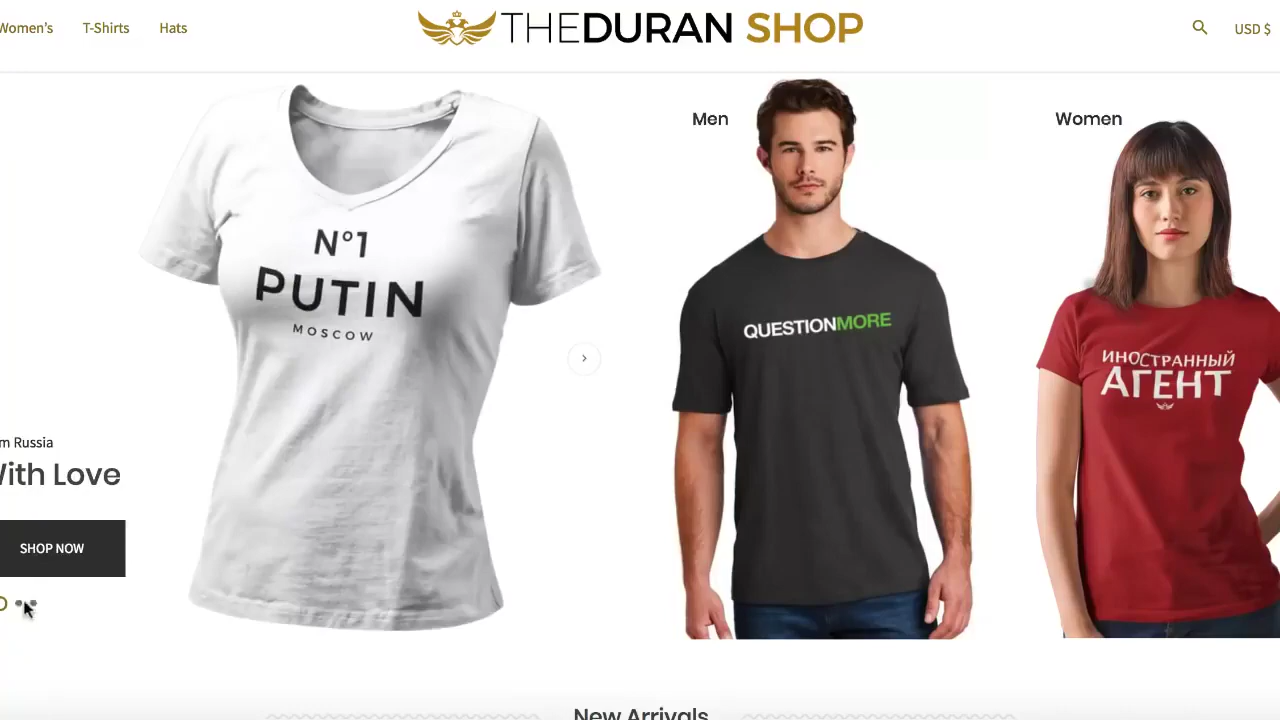 Women's T-Shirts Hats
THEDURAN SHOP
USD $
Men
Women
N°1
PUTIN
MOSCOW
QUESTIONMORE
ИНОСТРАННЫЙ
АГЕНТ
m Russia
With Love
SHOP NOW
New Arrivals